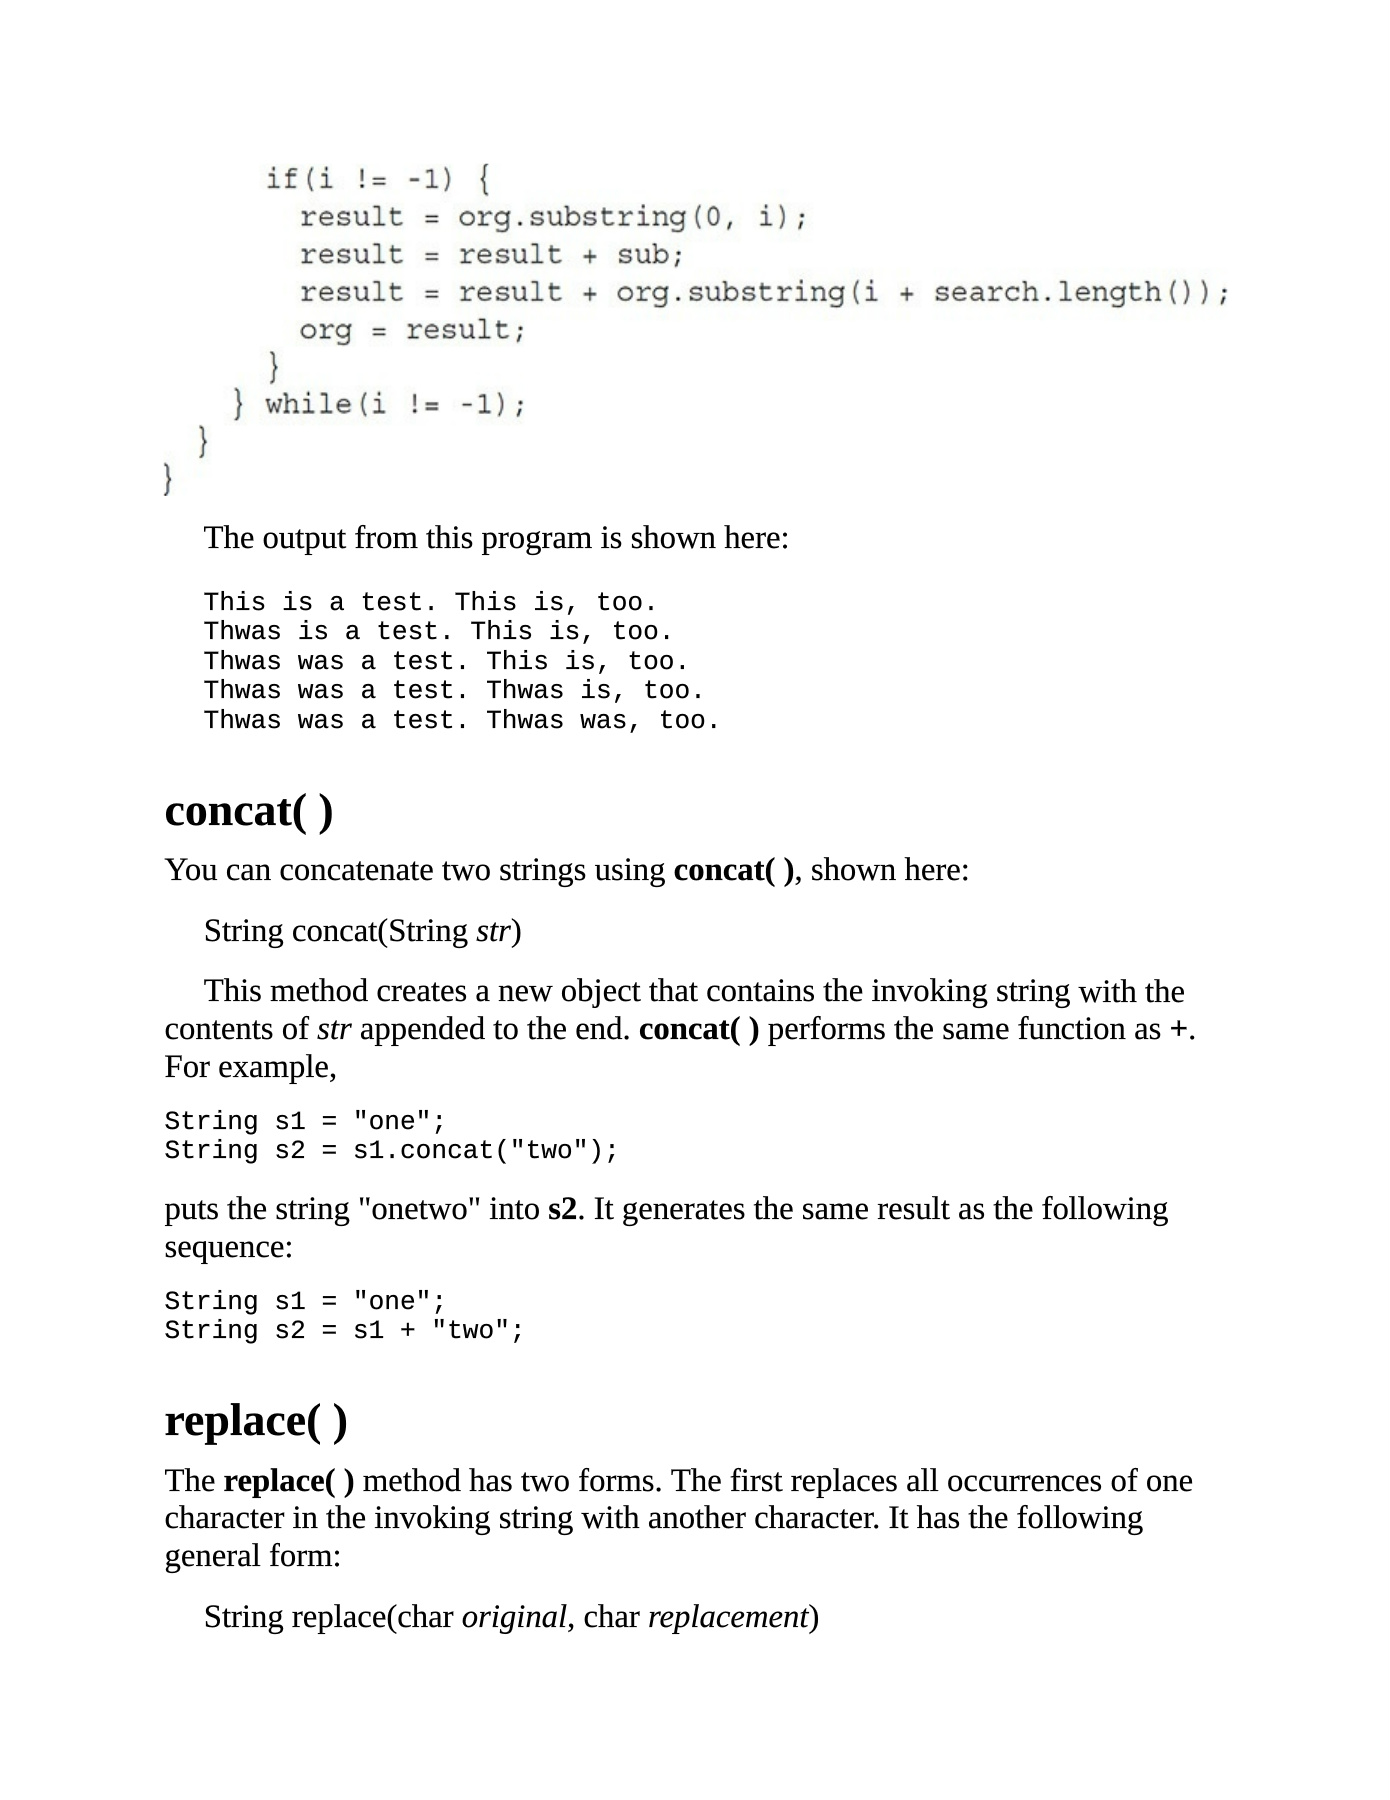 if(i != -1) {
result = org.substring(0, i);
result = result + sub;
result = result + org.substring(i + search.length());
org = result;
}
} while(i != -1);
}
}
The output from this program is shown here:
This is a test. This is, too.
Thwas is a test. This is, too.
Thwas was a test. This is, too.
Thwas was a test. Thwas is, too.
Thwas was a test. Thwas was, too.
concat( )
You can concatenate two strings using concat( ), shown here:
String concat(String str)
This method creates a new object that contains the invoking string with the
contents of str appended to the end. concat( ) performs the same function as +.
For example,
String s1 = "one";
String s2 = s1.concat("two");
puts the string "onetwo" into s2. It generates the same result as the following
sequence:
String s1 = "one";
String s2 = s1 + "two";
replace( )
The replace( ) method has two forms. The first replaces all occurrences of one
character in the invoking string with another character. It has the following
general form:
String replace(char original, char replacement)